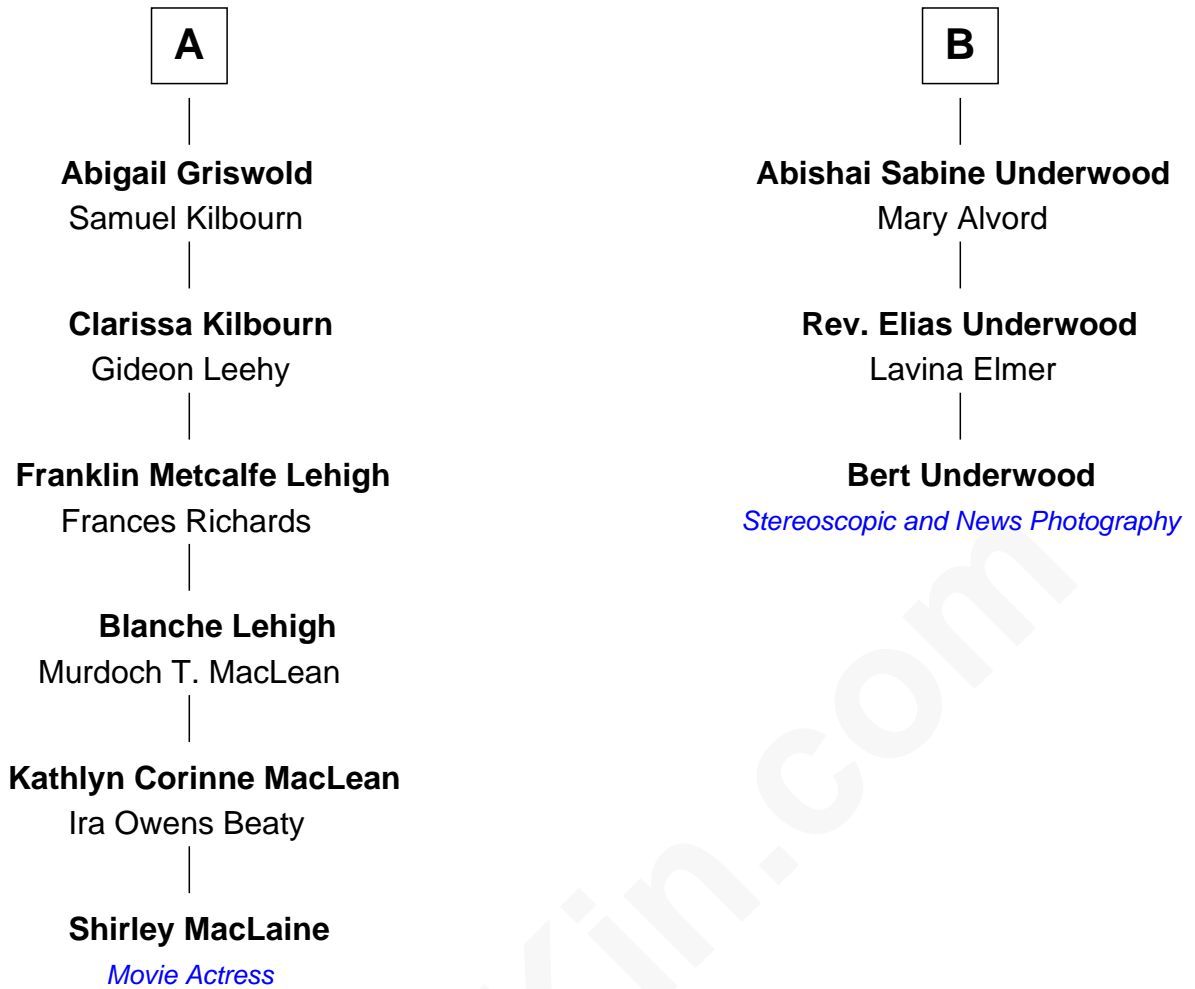 A
Abigail Griswold
Samuel Kilbourn
Clarissa Kilbourn
Gideon Leehy
Franklin Metcalfe Lehigh
Frances Richards
Blanche Lehigh
Murdoch T. MacLean
Kathlyn Corinne MacLean
Ira Owens Beaty
Shirley MacLaine
Movie Actress
B
Abishai Sabine Underwood
Mary Alvord
Rev. Elias Underwood
Lavina Elmer
Bert Underwood
Stereoscopic and News Photography
Kin.com